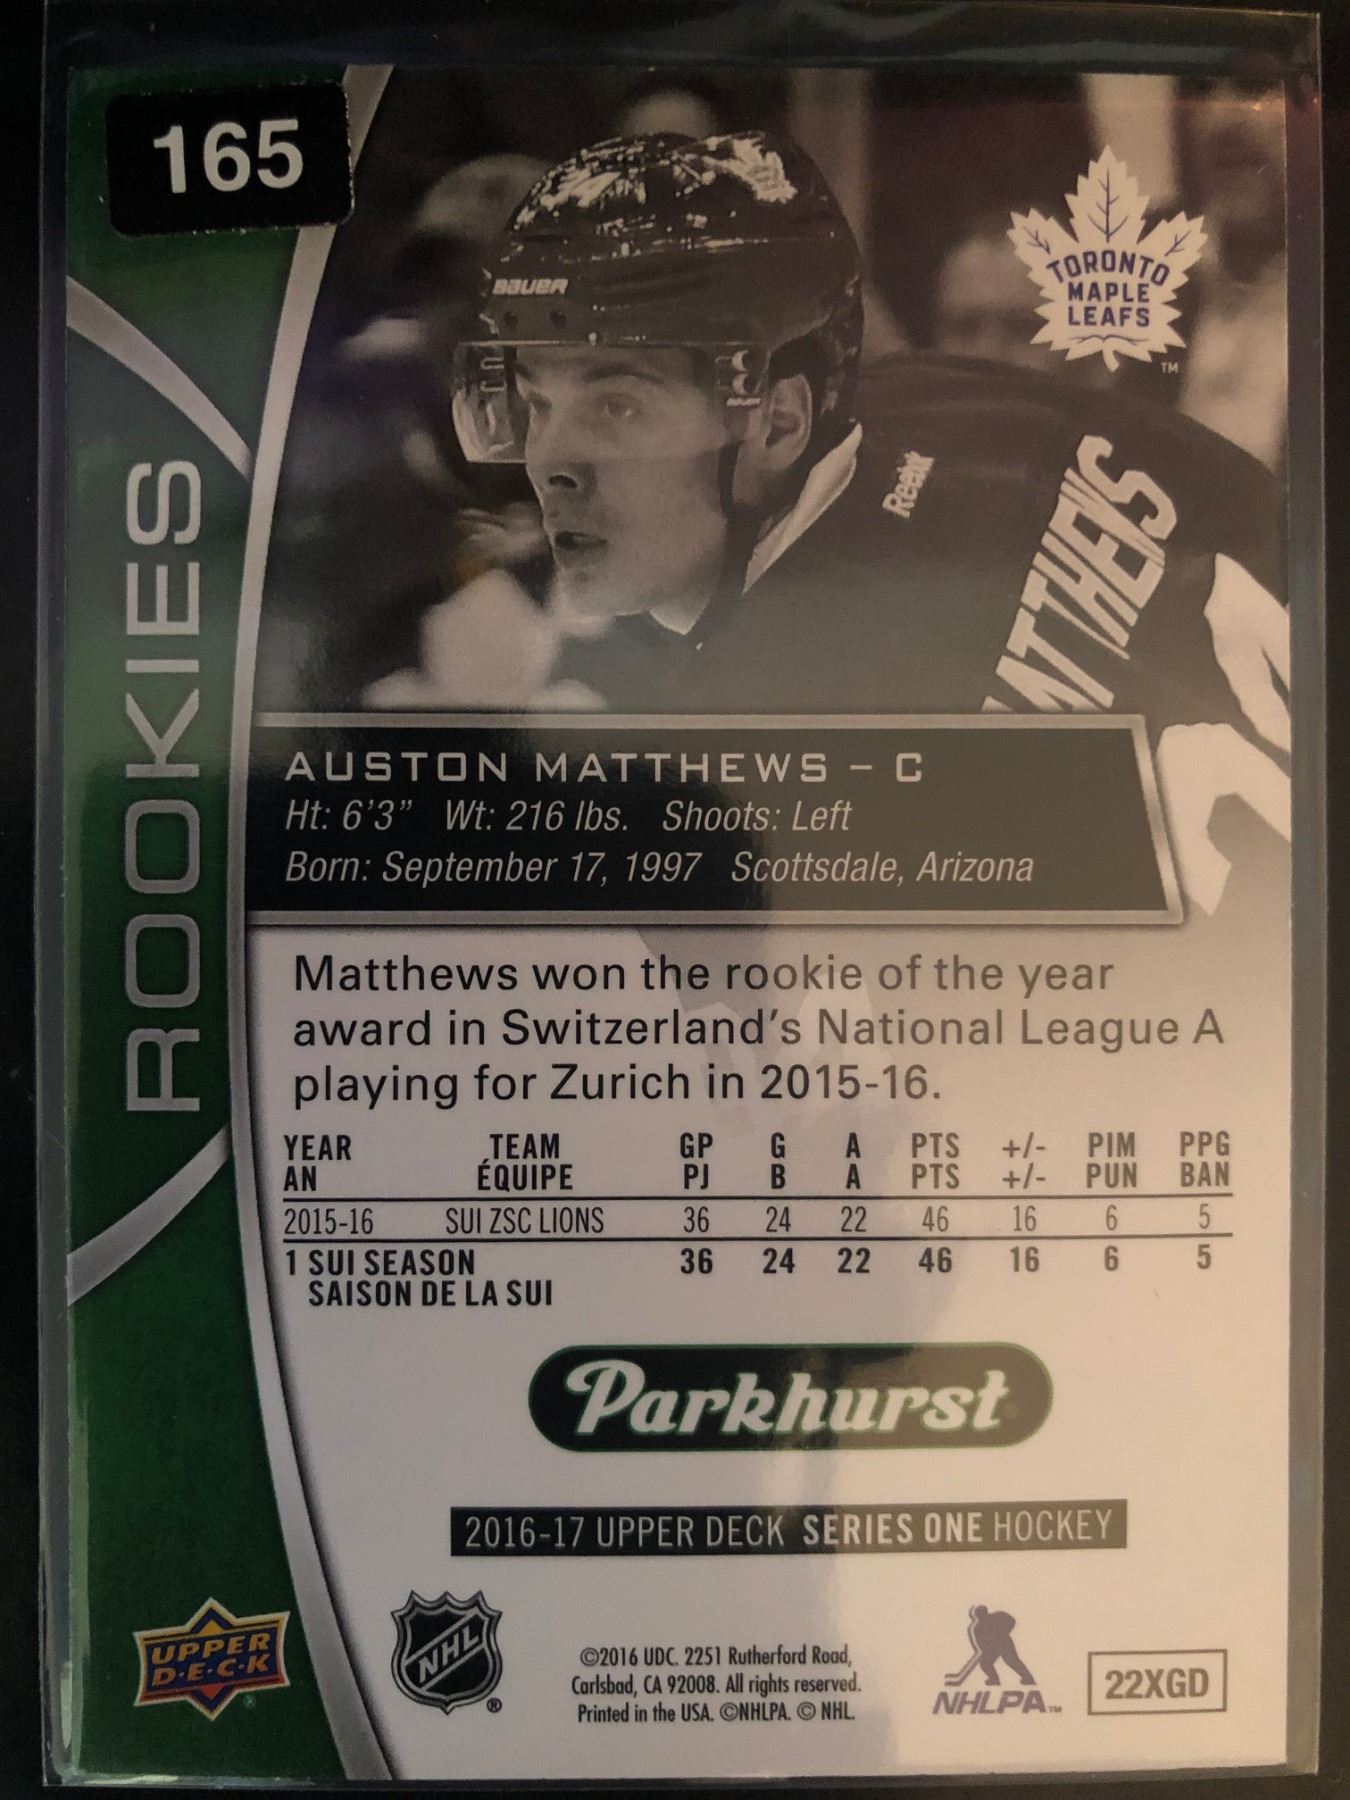 165
BAUER
TORONTO
MAPLE
LEAFS
TM
Reebok
MATTHEWS
ROOKIES
AUSTON MATTHEWS – C
Ht: 6'3” Wt: 216 lbs. Shoots: Left
Born: September 17, 1997 Scottsdale, Arizona
Matthews won the rookie of the year
award in Switzerland's National League A
playing for Zurich in 2015-16.
YEAR TEAM GP G A PTS +/- PIM PPG
AN ÉQUIPE PJ B A PTS +/- PUN BAN
2015-16 SUI ZSC LIONS 36 24 22 46 16 6 5
1 SUI SEASON 36 24 22 46 16 6 5
SAISON DE LA SUI
Parkhurst
2016-17 UPPER DECK SERIES ONE HOCKEY
UPPER
D•E•C•K
®
NHL
®
©2016 UDC. 2251 Rutherford Road,
Carlsbad, CA 92008. All rights reserved.
Printed in the USA. ©NHLPA. © NHL.
NHLPA™
22XGD